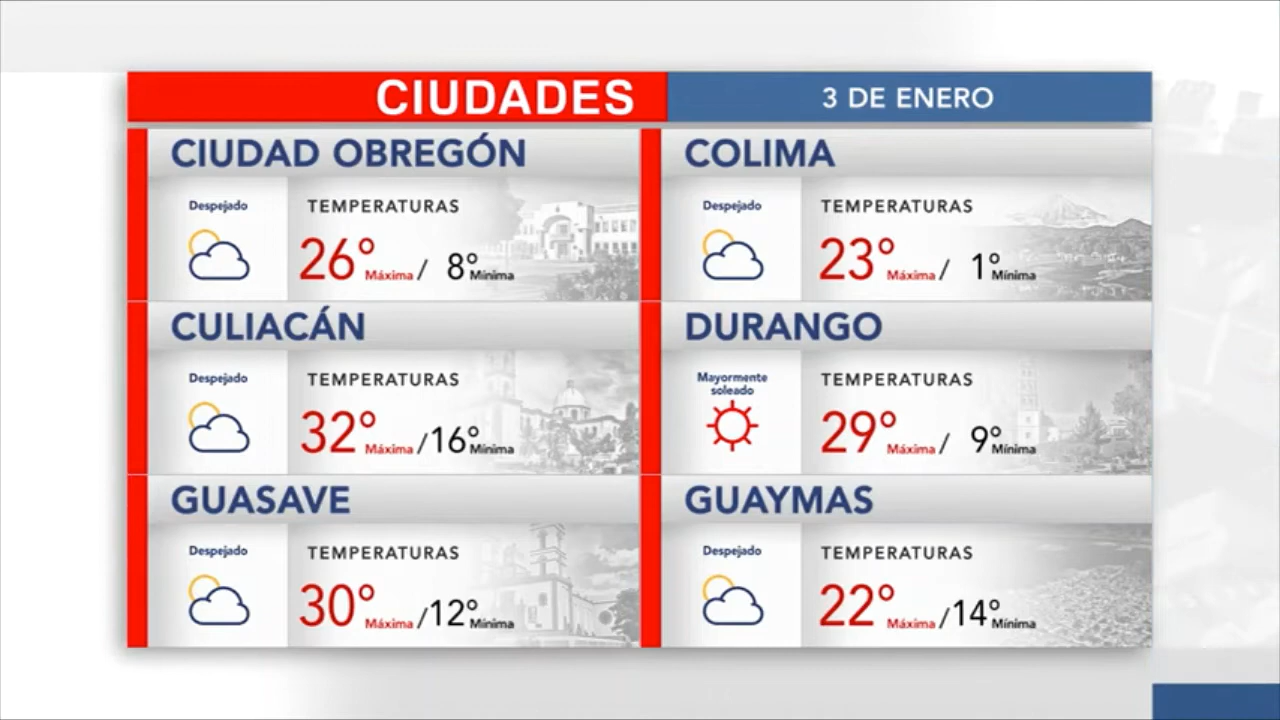 CIUDADES
3 DE ENERO
CIUDAD OBREGÓN
Despejado
TEMPERATURAS
26° Máxima / 8° Mínima
COLIMA
Despejado
TEMPERATURAS
23° Máxima / 1° Mínima
CULIACÁN
Despejado
TEMPERATURAS
32° Máxima /16° Mínima
DURANGO
Mayormente
soleado
TEMPERATURAS
29° Máxima / 9° Mínima
GUASAVE
Despejado
TEMPERATURAS
30° Máxima /12° Mínima
GUAYMAS
Despejado
TEMPERATURAS
22° Máxima /14° Mínima